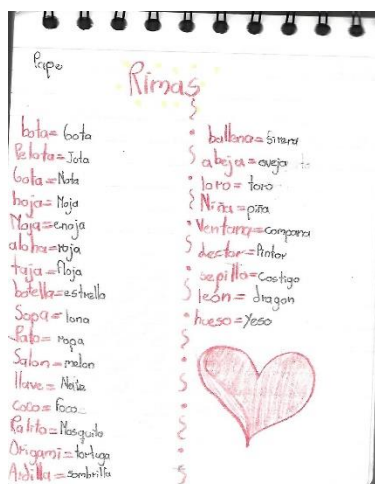 Pape
Rimas
bota = Gota
Pelota = Jota
Gota = Nota
hoja = Moja
Moja = enoja
aloha = roja
taja = floja
botella = estrella
Sopa = lona
Pato = ropa
Salon = melon
llave = Neite
Coco = Foco
Palito = Mosquito
Origami = tortuga
Ardilla = sombrilla
ballena = Sirena
abeja = oveja
loro = toro
Niña = piña
Ventana = campana
doctor = Pintor
sepillo = Castigo
león = dragon
hueso = Yeso